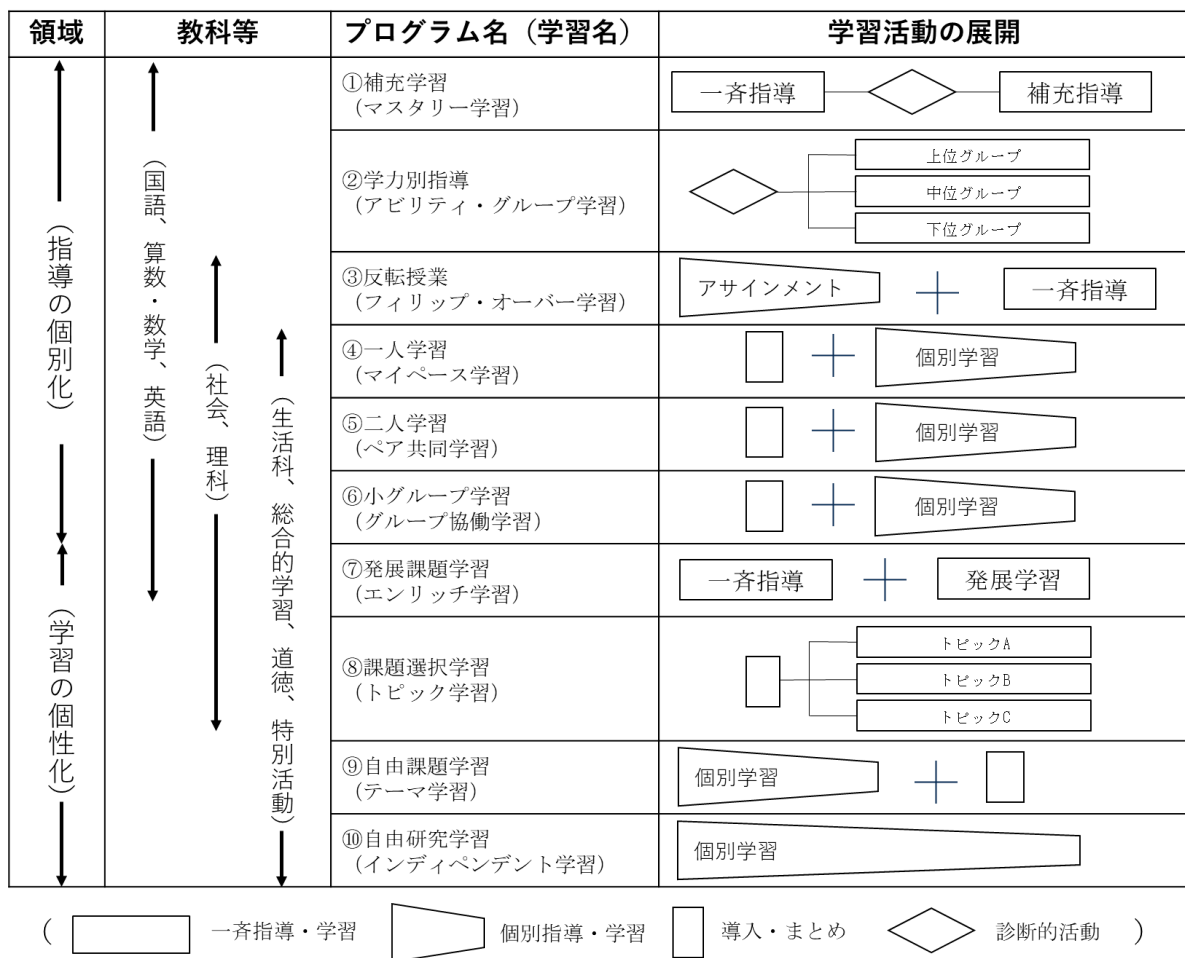 領域
教科等
プログラム名（学習名）
学習活動の展開
（指導の個別化）
（学習の個性化）
（国語、算数・数学、英語）
（社会、理科）
（生活科、総合的学習、道徳、特別活動）
①補充学習
（マスタリー学習）
一斉指導
補充指導
②学力別指導
（アビリティ・グループ学習）
上位グループ
中位グループ
下位グループ
③反転授業
（フィリップ・オーバー学習）
アサインメント
一斉指導
④一人学習
（マイペース学習）
個別学習
⑤二人学習
（ペア共同学習）
個別学習
⑥小グループ学習
（グループ協働学習）
個別学習
⑦発展課題学習
（エンリッチ学習）
一斉指導
発展学習
⑧課題選択学習
（トピック学習）
トピックA
トピックB
トピックC
⑨自由課題学習
（テーマ学習）
個別学習
⑩自由研究学習
（インディペンデント学習）
個別学習
（ 一斉指導・学習 個別指導・学習 導入・まとめ 診断的活動 ）